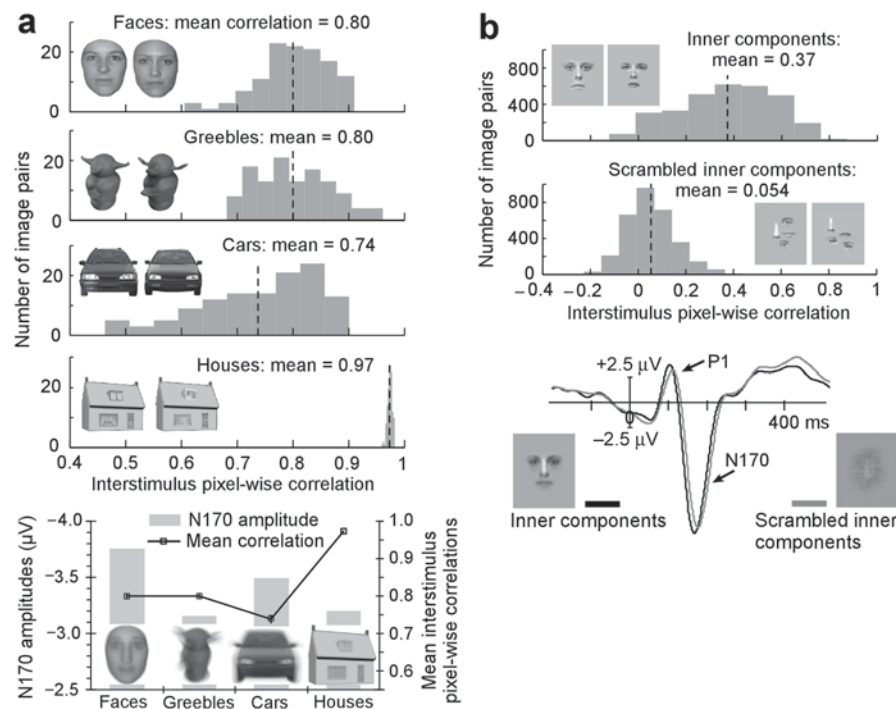 a
Faces: mean correlation = 0.80
20
0
Greebles: mean = 0.80
20
0
Cars: mean = 0.74
20
0
Houses: mean = 0.97
20
0
Number of image pairs
0.4 0.5 0.6 0.7 0.8 0.9 1
Interstimulus pixel-wise correlation
N170 amplitude
Mean correlation
−4.0
−3.5
−3.0
−2.5
N170 amplitudes (μV)
1.0
0.9
0.8
0.7
0.6
Mean interstimulus
pixel-wise correlations
Faces Greebles Cars Houses
b
Inner components:
mean = 0.37
800
400
0
Scrambled inner components:
mean = 0.054
800
400
0
Number of image pairs
−0.4 −0.2 0 0.2 0.4 0.6 0.8 1
Interstimulus pixel-wise correlation
+2.5 μV
−2.5 μV
P1
400 ms
N170
Inner components
Scrambled inner
components